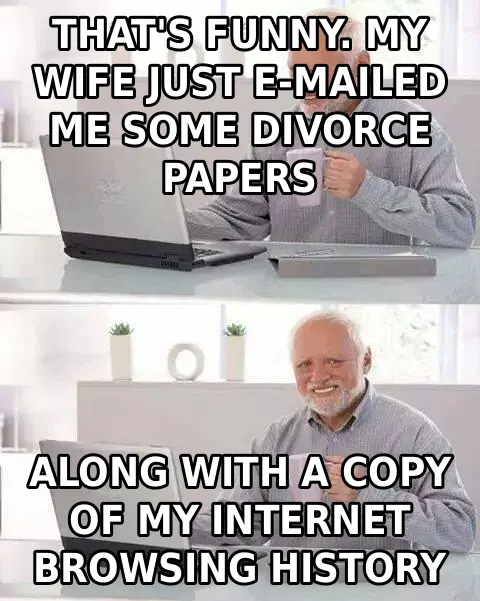 THAT'S FUNNY. MY
WIFE JUST E-MAILED
ME SOME DIVORCE
PAPERS
ALONG WITH A COPY
OF MY INTERNET
BROWSING HISTORY